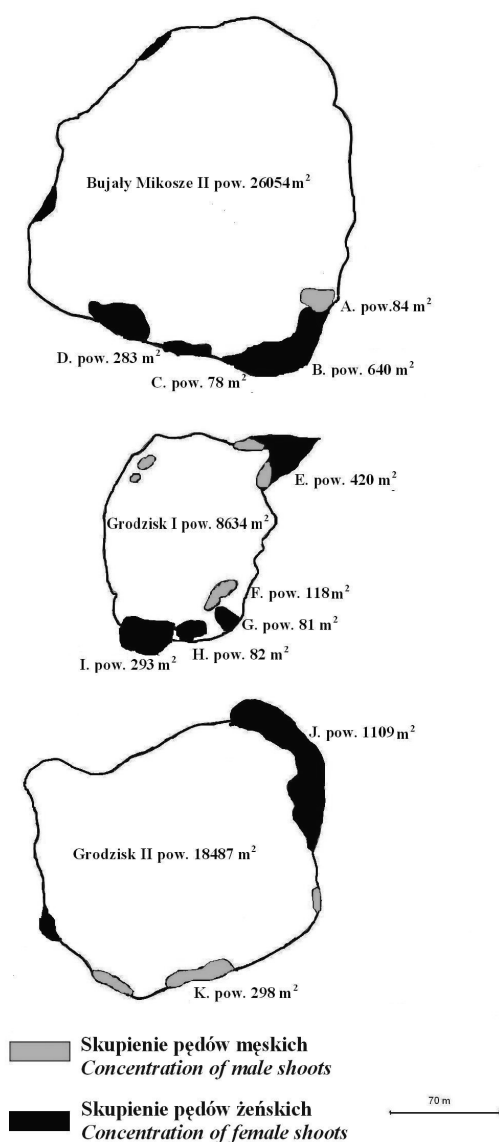 Bujały Mikosze II pow. 26054 m²
A. pow.84 m²
D. pow. 283 m²
B. pow. 640 m²
C. pow. 78 m²
E. pow. 420 m²
Grodzisk I pow. 8634 m²
F. pow. 118 m²
G. pow. 81 m²
H. pow. 82 m²
I. pow. 293 m²
J. pow. 1109 m²
Grodzisk II pow. 18487 m²
K. pow. 298 m²
Skupienie pędów męskich
Concentration of male shoots
Skupienie pędów żeńskich
Concentration of female shoots
70 m